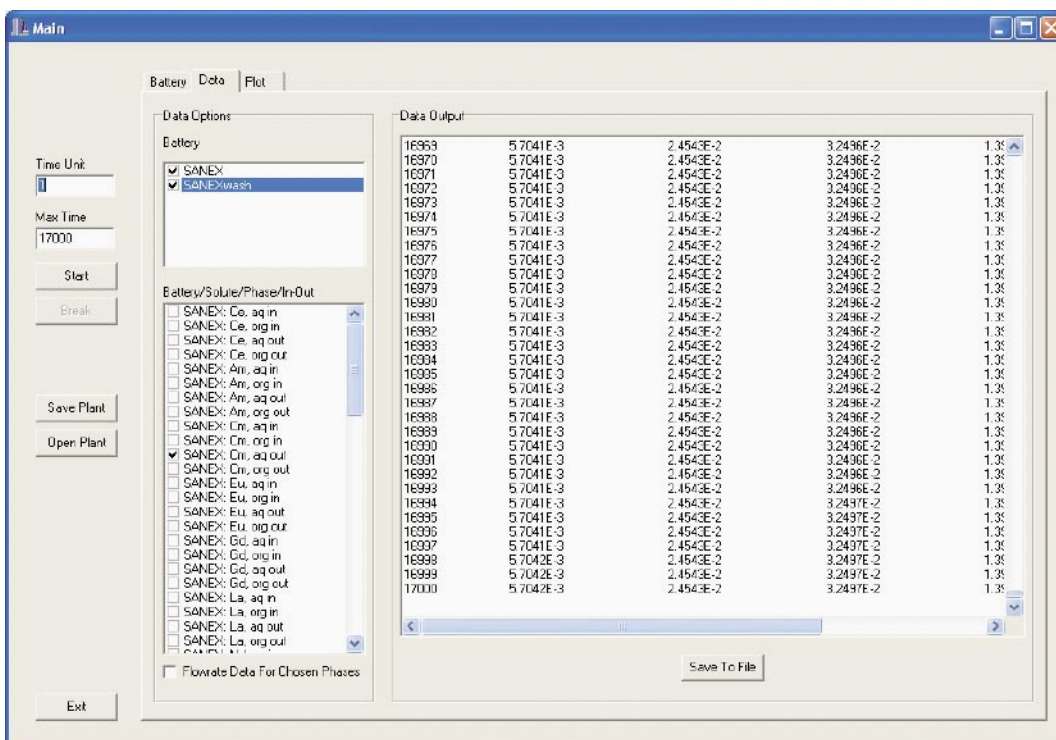 Main
Battery Data Plot
Time Unit
1
Max Time
17000
Start
Break
Save Plant
Open Plant
Exit
Data Options
Battery
SANEX
SANEXwash
Battery/Solute/Phase/In-Out
SANEX: Ce, aq in
SANEX: Ce, org in
SANEX: Ce, aq out
SANEX: Ce, org out
SANEX: Am, aq in
SANEX: Am, org in
SANEX: Am, aq out
SANEX: Am, org out
SANEX: Cm, aq in
SANEX: Cm, org in
SANEX: Cm, aq out
SANEX: Cm, org out
SANEX: Eu, aq in
SANEX: Eu, org in
SANEX: Eu, aq out
SANEX: Eu, org out
SANEX: Gd, aq in
SANEX: Gd, org in
SANEX: Gd, aq out
SANEX: Gd, org out
SANEX: La, aq in
SANEX: La, org in
SANEX: La, aq out
SANEX: La, org out
Flowrate Data For Chosen Phases
Data Output
16969 5.7041E-3 2.4543E-2 3.2496E-2
16970 5.7041E-3 2.4543E-2 3.2496E-2
16971 5.7041E-3 2.4543E-2 3.2496E-2
16972 5.7041E-3 2.4543E-2 3.2496E-2
16973 5.7041E-3 2.4543E-2 3.2496E-2
16974 5.7041E-3 2.4543E-2 3.2496E-2
16975 5.7041E-3 2.4543E-2 3.2496E-2
16976 5.7041E-3 2.4543E-2 3.2496E-2
16977 5.7041E-3 2.4543E-2 3.2496E-2
16978 5.7041E-3 2.4543E-2 3.2496E-2
16979 5.7041E-3 2.4543E-2 3.2496E-2
16980 5.7041E-3 2.4543E-2 3.2496E-2
16981 5.7041E-3 2.4543E-2 3.2496E-2
16982 5.7041E-3 2.4543E-2 3.2496E-2
16983 5.7041E-3 2.4543E-2 3.2496E-2
16984 5.7041E-3 2.4543E-2 3.2496E-2
16985 5.7041E-3 2.4543E-2 3.2496E-2
16986 5.7041E-3 2.4543E-2 3.2496E-2
16987 5.7041E-3 2.4543E-2 3.2496E-2
16988 5.7041E-3 2.4543E-2 3.2496E-2
16989 5.7041E-3 2.4543E-2 3.2496E-2
16990 5.7041E-3 2.4543E-2 3.2496E-2
16991 5.7041E-3 2.4543E-2 3.2496E-2
16992 5.7041E-3 2.4543E-2 3.2496E-2
16993 5.7041E-3 2.4543E-2 3.2496E-2
16994 5.7041E-3 2.4543E-2 3.2497E-2
16995 5.7041E-3 2.4543E-2 3.2497E-2
16996 5.7041E-3 2.4543E-2 3.2497E-2
16997 5.7041E-3 2.4543E-2 3.2497E-2
16998 5.7042E-3 2.4543E-2 3.2497E-2
16999 5.7042E-3 2.4543E-2 3.2497E-2
17000 5.7042E-3 2.4543E-2 3.2497E-2
Save To File